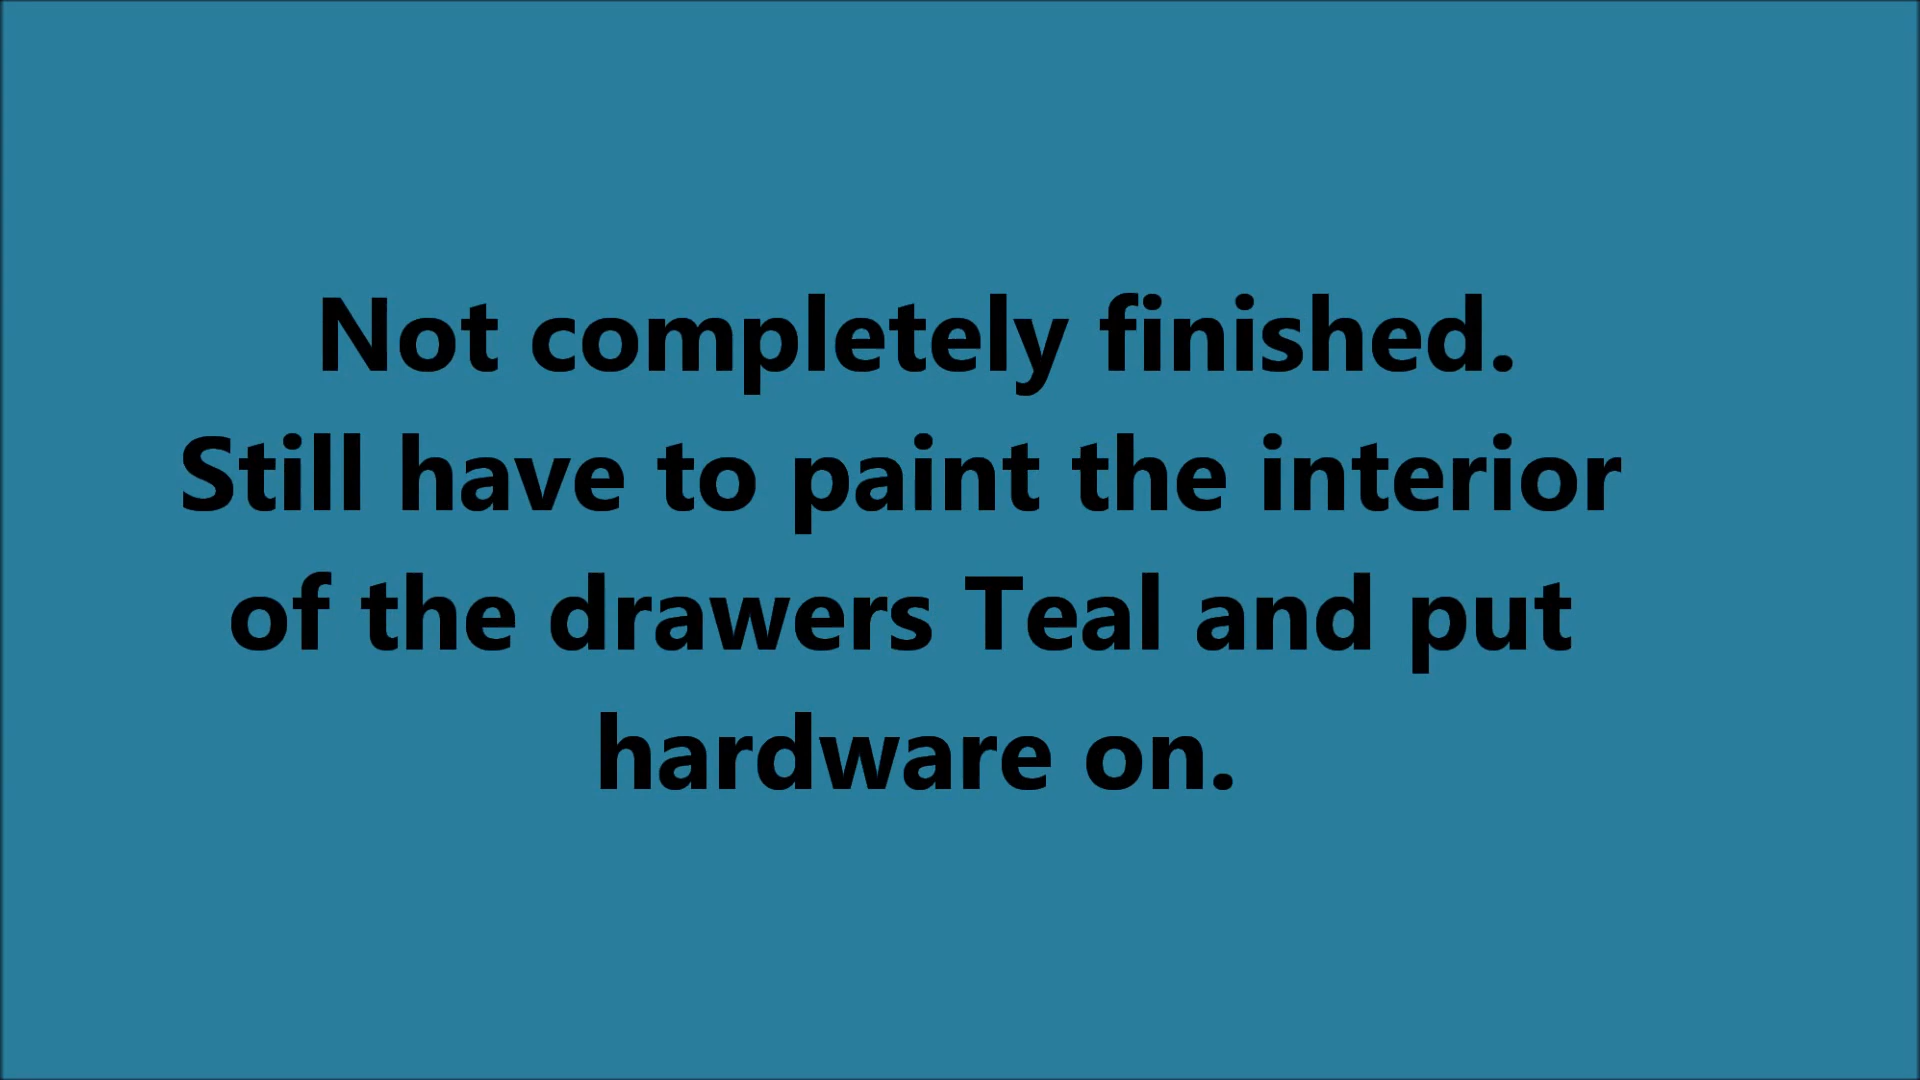 Not completely finished.
Still have to paint the interior
of the drawers Teal and put
hardware on.